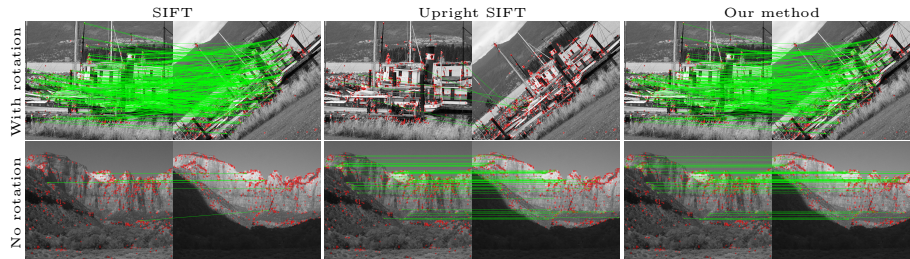 SIFT
Upright SIFT
Our method
With rotation
No rotation